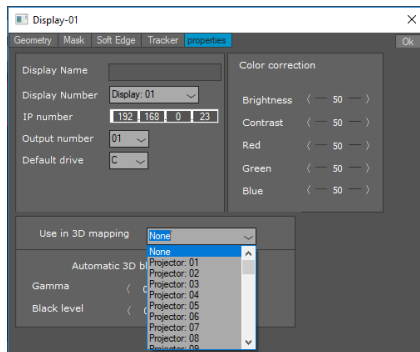 Display-01
Geometry Mask Soft Edge Tracker properties
Ok
Display Name
Display Number Display: 01
IP number 192 168 0 23
Output number 01
Default drive C
Color correction
Brightness 50
Contrast 50
Red 50
Green 50
Blue 50
Use in 3D mapping None
None
Projector: 01
Projector: 02
Projector: 03
Projector: 04
Projector: 05
Projector: 06
Projector: 07
Projector: 08
Automatic 3D
Gamma
Black level